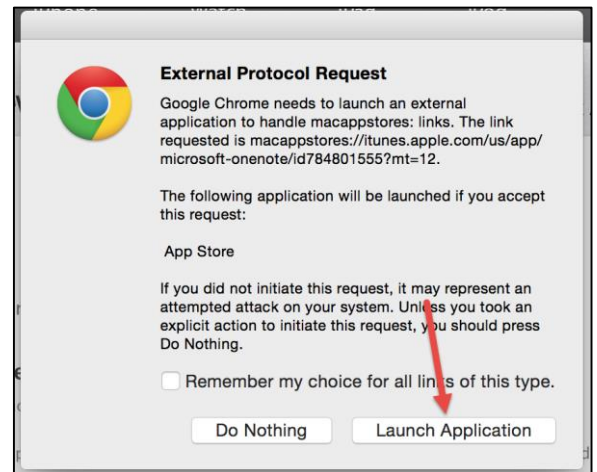 External Protocol Request
Google Chrome needs to launch an external
application to handle macappstores: links. The link
requested is macappstores://itunes.apple.com/us/app/
microsoft-onenote/id784801555?mt=12.
The following application will be launched if you accept
this request:
App Store
If you did not initiate this request, it may represent an
attempted attack on your system. Unless you took an
explicit action to initiate this request, you should press
Do Nothing.
Remember my choice for all links of this type.
Do Nothing Launch Application